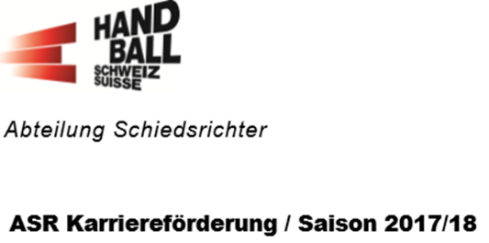 HAND
BALL
SCHWEIZ
SUISSE
Abteilung Schiedsrichter
ASR Karriereförderung / Saison 2017/18